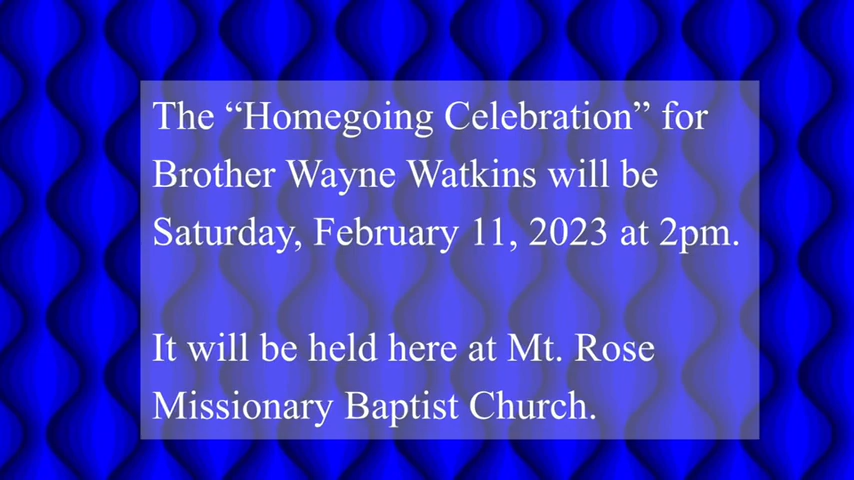 The “Homegoing Celebration” for
Brother Wayne Watkins will be
Saturday, February 11, 2023 at 2pm.
It will be held here at Mt. Rose
Missionary Baptist Church.